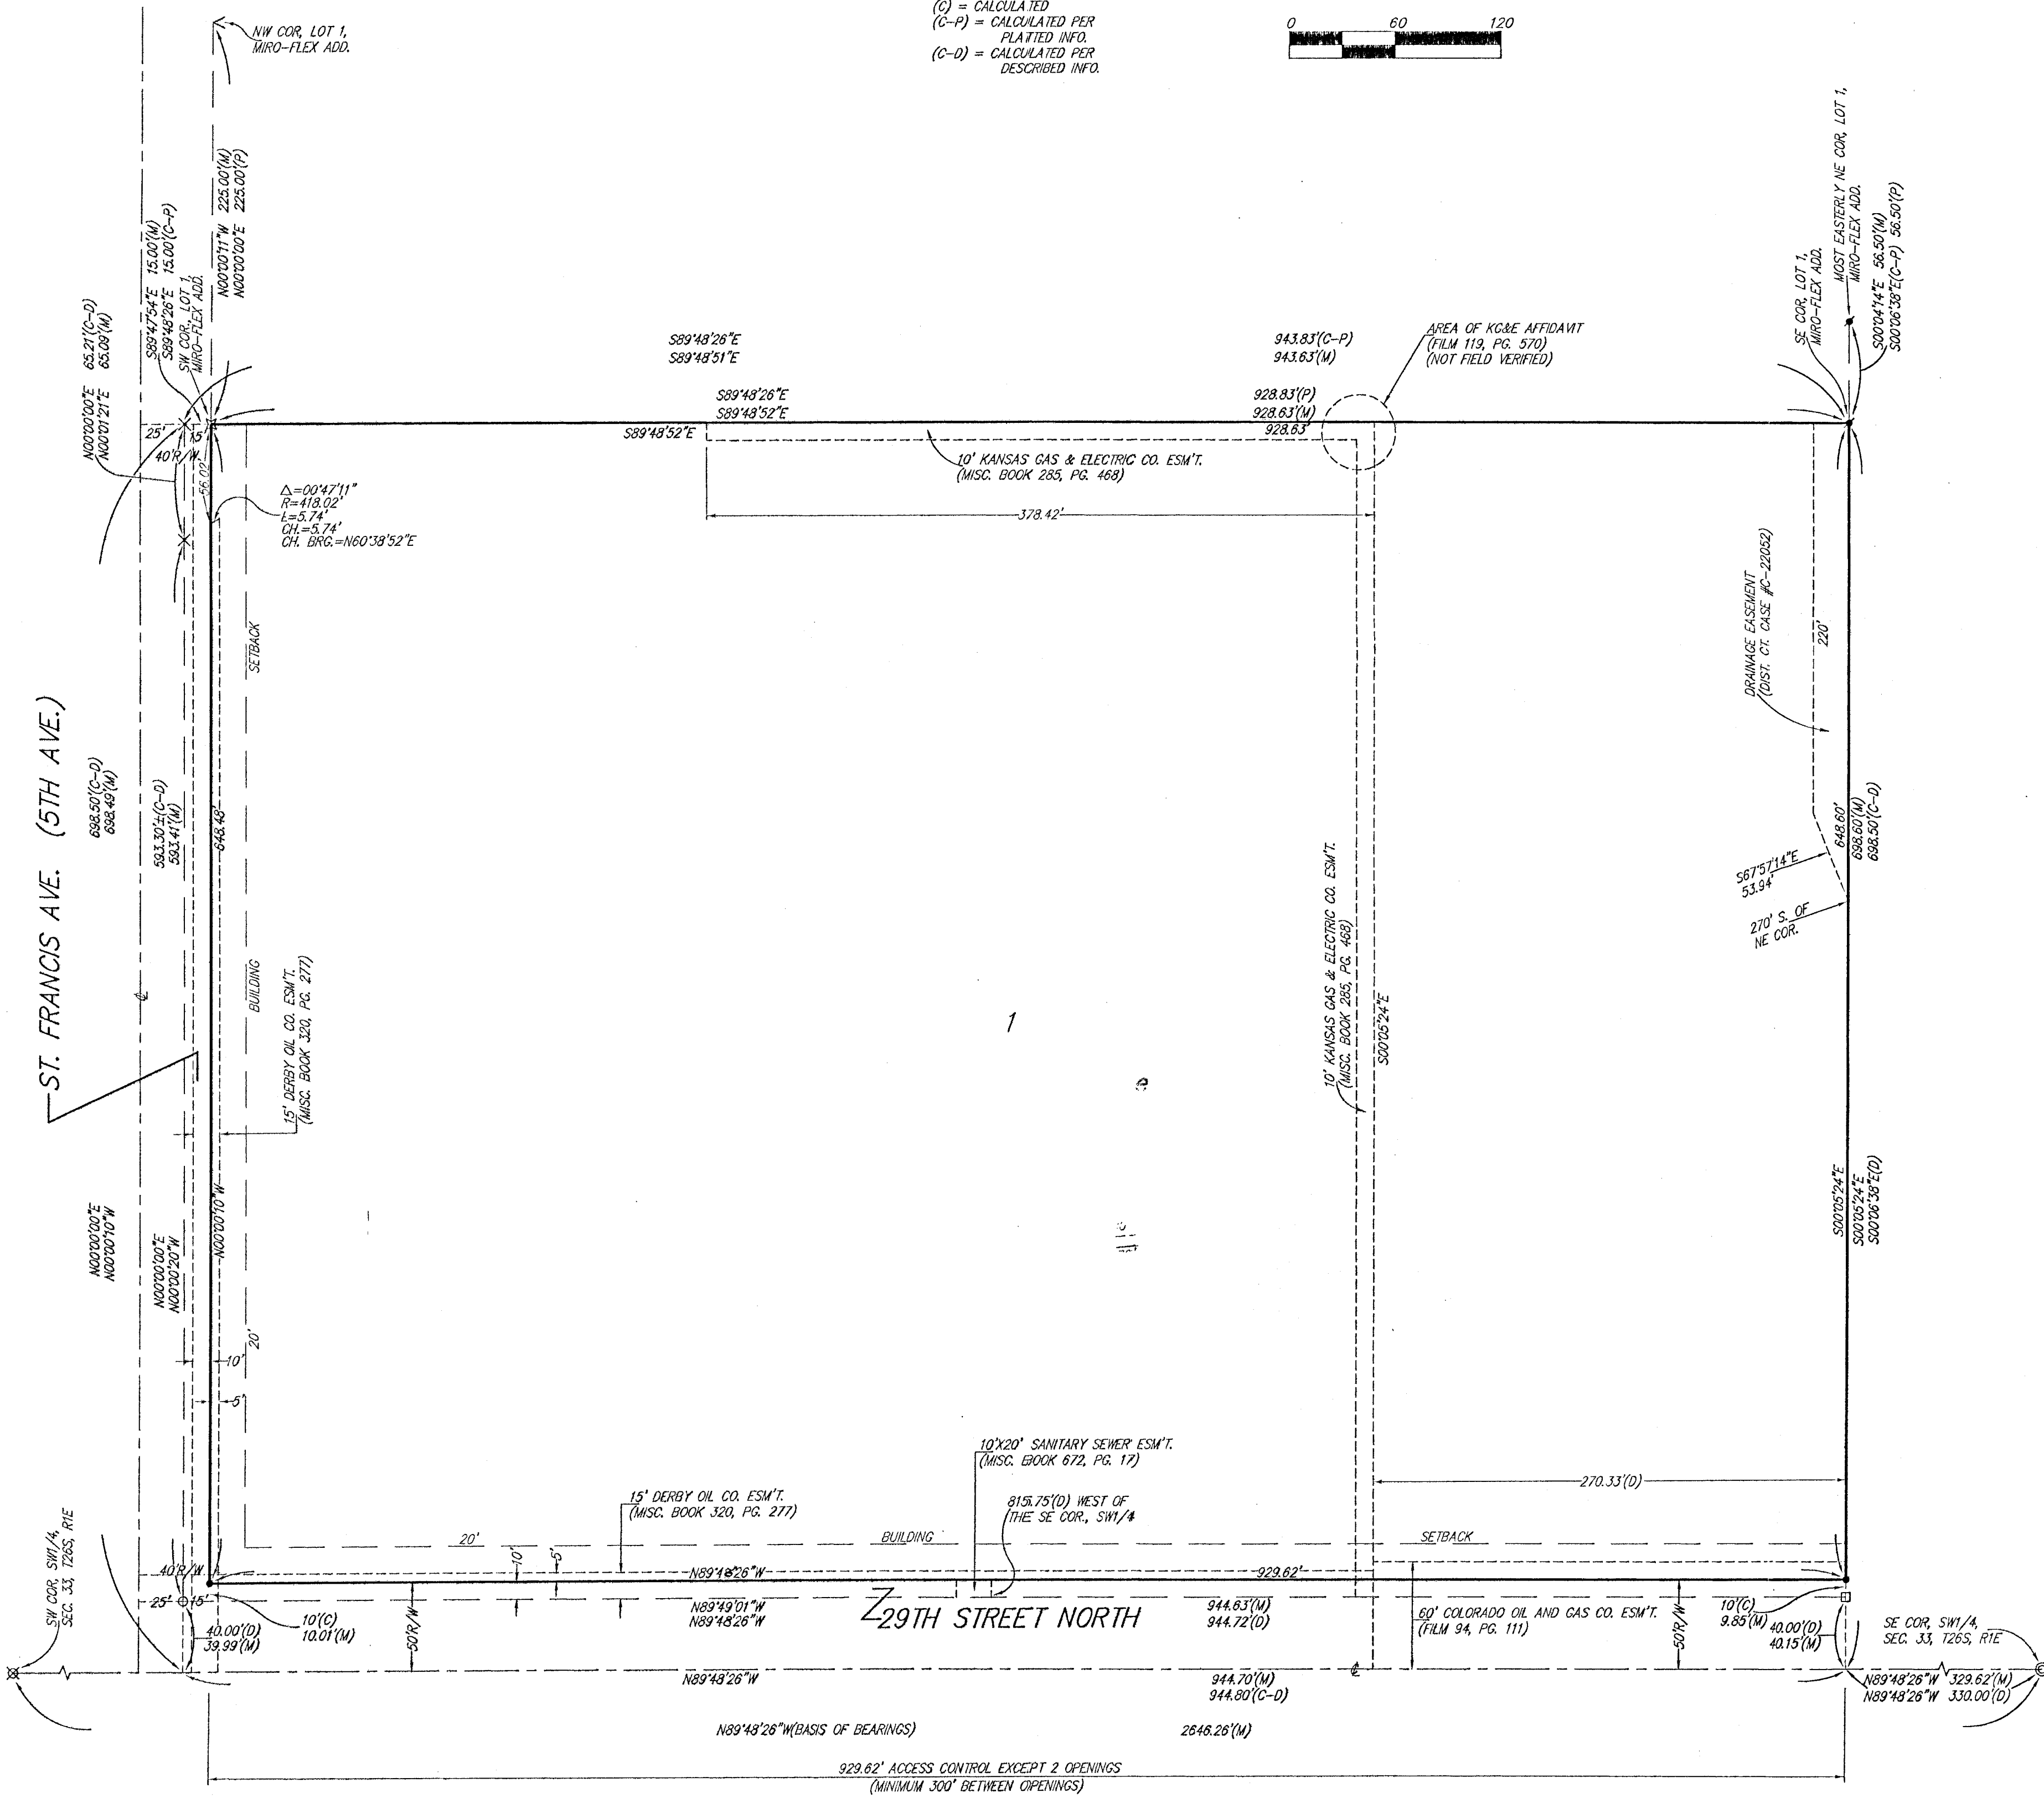 (C) = CALCULATED
(C-P) = CALCULATED PER
PLATTED INFO.
(C-D) = CALCULATED PER
DESCRIBED INFO.
0 60 120
NW COR, LOT 1,
MIRO-FLEX ADD.
N00°00'11"W 225.00'(M)
N00°00'00"E 225.00'(P)
S89°47'54"E 15.00'(M)
S89°48'26"E 15.00'(C-P)
SW COR., LOT 1,
MIRO-FLEX ADD.
N00°00'00"E 65.21'(C-D)
N00°01'21"E 65.09'(M)
MOST EASTERLY NE COR, LOT 1,
MIRO-FLEX ADD.
SE COR, LOT 1,
MIRO-FLEX ADD.
S00°04'14"E 56.50'(M)
S00°06'38"E(C-P) 56.50'(P)
S89°48'26"E 943.83'(C-P)
S89°48'51"E 943.63'(M)
AREA OF KG&E AFFIDAVIT
(FILM 119, PG. 570)
(NOT FIELD VERIFIED)
S89°48'26"E 928.83'(P)
S89°48'52"E 928.63'(M)
S89°48'52"E 928.63'
25' 15'
40'R/W
56.02'
10' KANSAS GAS & ELECTRIC CO. ESM'T.
(MISC. BOOK 285, PG. 468)
Δ=00°47'11"
R=418.02'
L=5.74'
CH.=5.74'
CH. BRG.=N60°38'52"E
378.42'
DRAINAGE EASEMENT
(DIST. CT. CASE #C-22052)
220'
SETBACK
BUILDING
ST. FRANCIS AVE. (5TH AVE.)
698.50'(C-D)
698.49'(M)
593.30'±(C-D)
593.41'(M)
648.48'
648.60'
698.60'(M)
698.50'(C-D)
S67°57'14"E
53.94'
270' S. OF
NE COR.
15' DERBY OIL CO. ESM'T.
(MISC. BOOK 320, PG. 277)
1
10' KANSAS GAS & ELECTRIC CO. ESM'T.
(MISC. BOOK 285, PG. 468)
S00°05'24"E
N00°00'00"E
N00°00'10"W
N00°00'00"E
N00°00'20"W
N00°00'10"W
S00°05'24"E
S00°05'24"E
S00°06'38"E(D)
20'
10'
5'
10'X20' SANITARY SEWER ESM'T.
(MISC. BOOK 672, PG. 17)
270.33'(D)
15' DERBY OIL CO. ESM'T.
(MISC. BOOK 320, PG. 277)
815.75'(D) WEST OF
THE SE COR., SW1/4
20' BUILDING SETBACK
10' 5'
SW COR, SW1/4,
SEC. 33, T26S, R1E
40'R/W
N89°48'26"W 929.62'
25' 15'
N89°49'01"W 944.63'(M)
N89°48'26"W 944.72'(D)
29TH STREET NORTH
40.00'(D)
39.99'(M)
10'(C)
10.01'(M)
50'R/W
60' COLORADO OIL AND GAS CO. ESM'T.
(FILM 94, PG. 111)
50'R/W
10'(C)
9.85'(M)
40.00'(D)
40.15'(M)
SE COR, SW1/4,
SEC. 33, T26S, R1E
N89°48'26"W 944.70'(M)
944.80'(C-D)
N89°48'26"W 329.62'(M)
N89°48'26"W 330.00'(D)
N89°48'26"W(BASIS OF BEARINGS) 2646.26'(M)
929.62' ACCESS CONTROL EXCEPT 2 OPENINGS
(MINIMUM 300' BETWEEN OPENINGS)